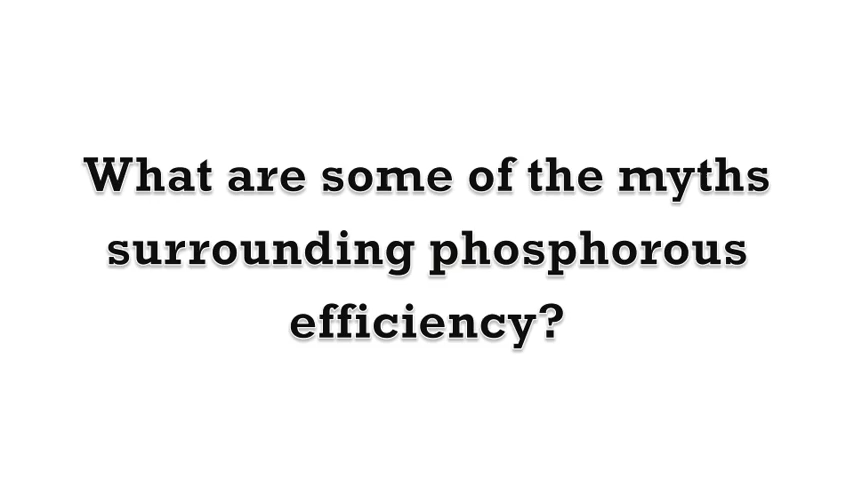 What are some of the myths
surrounding phosphorous
efficiency?